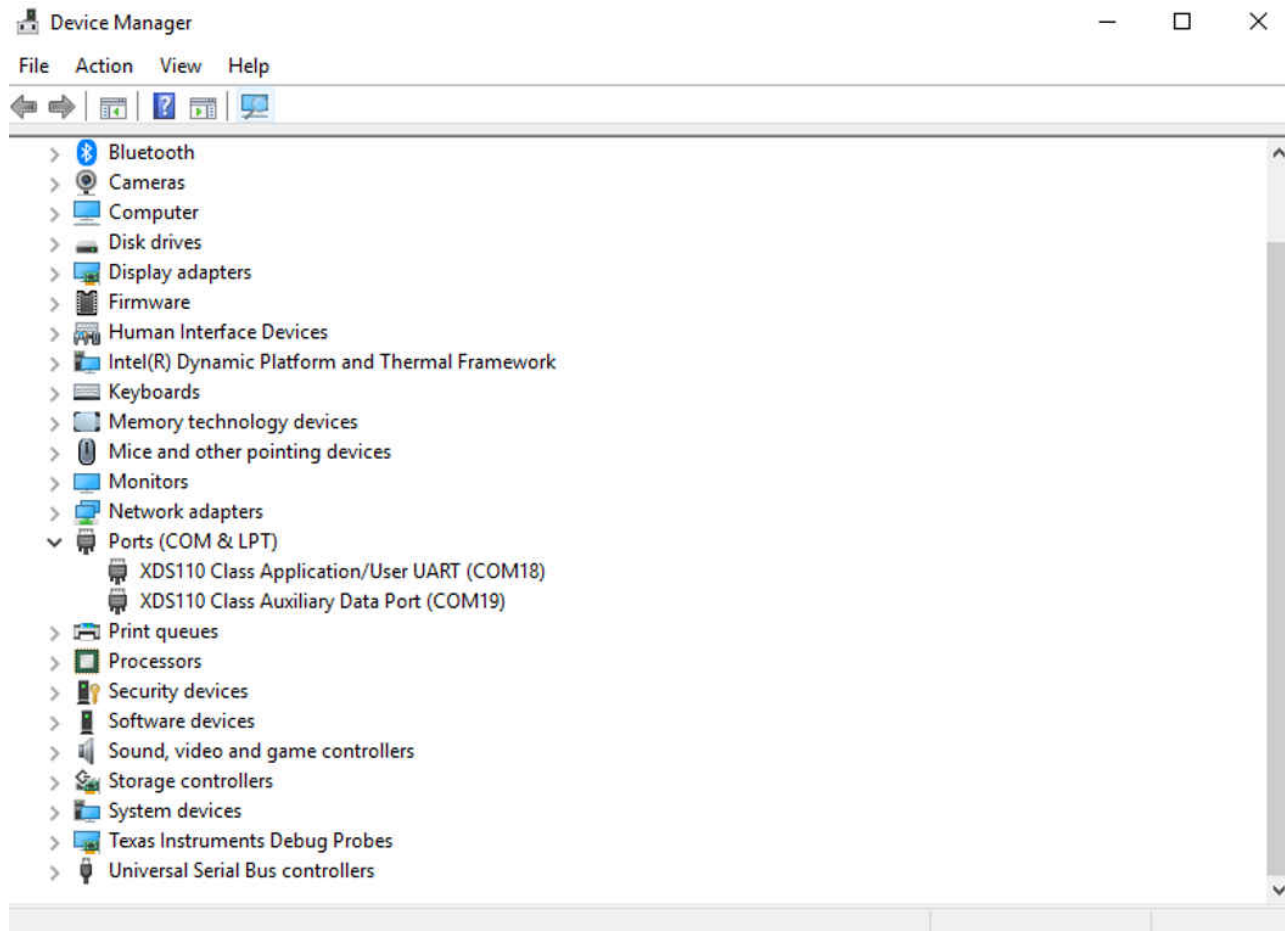 Device Manager
File Action View Help
Bluetooth
Cameras
Computer
Disk drives
Display adapters
Firmware
Human Interface Devices
Intel(R) Dynamic Platform and Thermal Framework
Keyboards
Memory technology devices
Mice and other pointing devices
Monitors
Network adapters
Ports (COM & LPT)
XDS110 Class Application/User UART (COM18)
XDS110 Class Auxiliary Data Port (COM19)
Print queues
Processors
Security devices
Software devices
Sound, video and game controllers
Storage controllers
System devices
Texas Instruments Debug Probes
Universal Serial Bus controllers